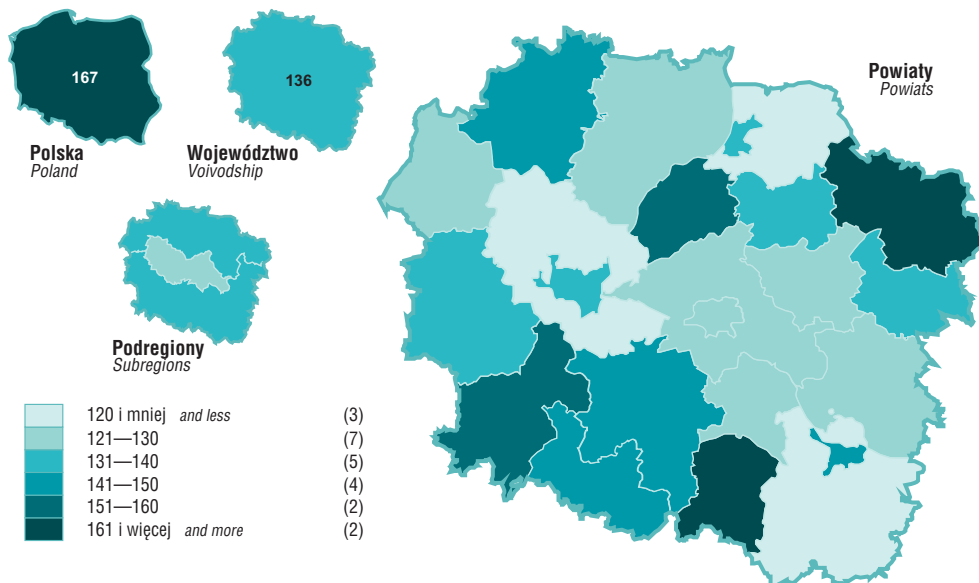 167
Polska
Poland
136
Województwo
Voivodship
Powiaty
Powiats
Podregiony
Subregions
120 i mniej and less (3)
121—130 (7)
131—140 (5)
141—150 (4)
151—160 (2)
161 i więcej and more (2)